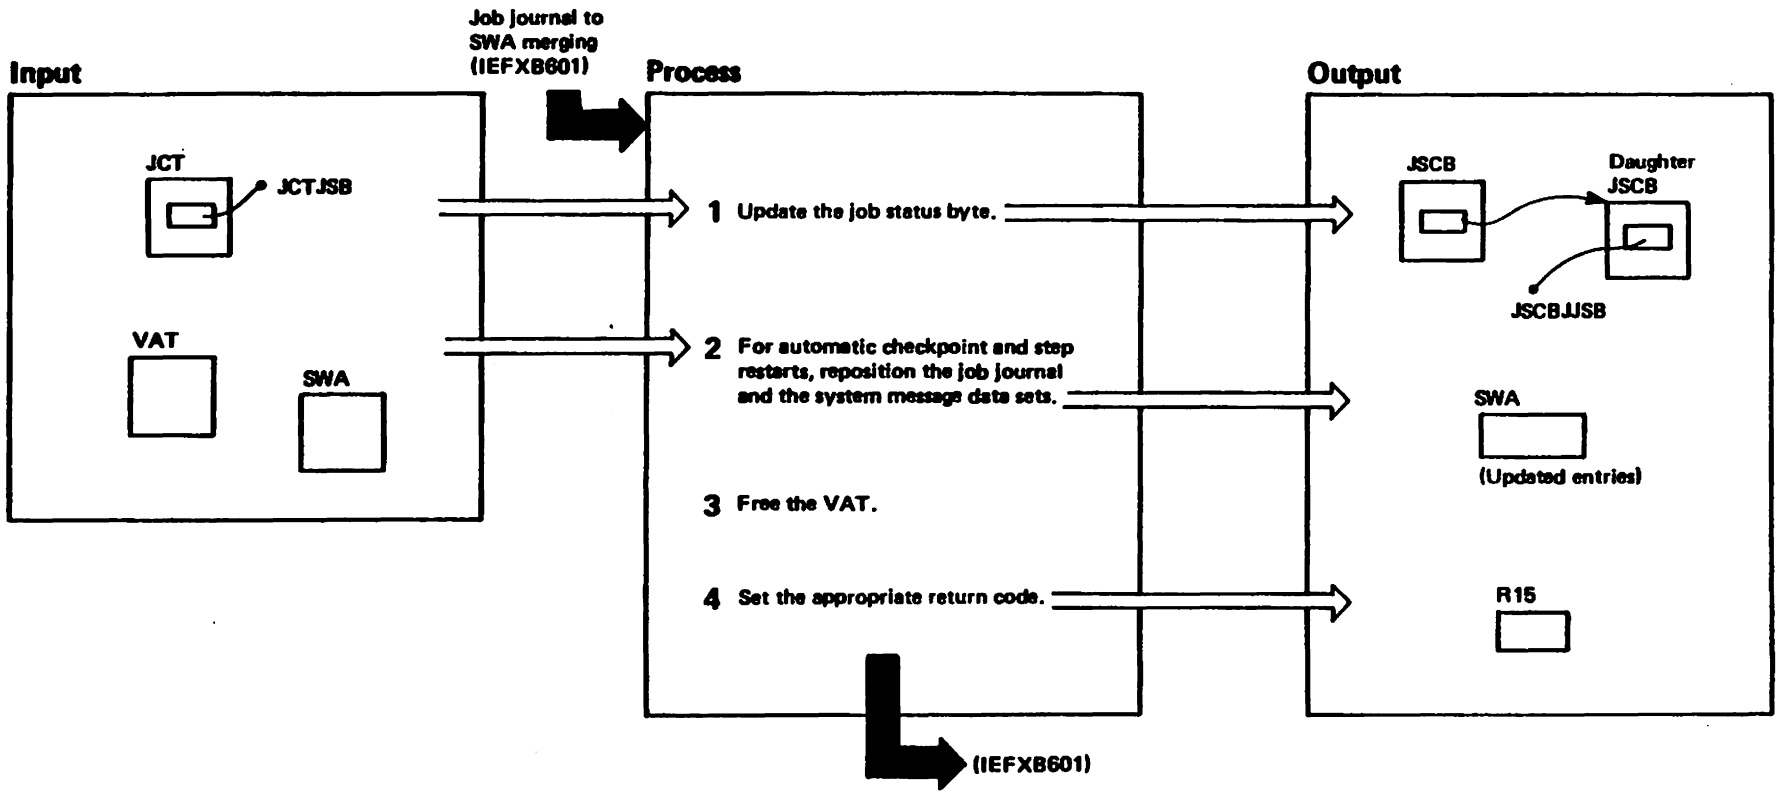 Job journal to
SWA merging
(IEFXB601)
Input
Process
Output
JCT
JCTJSB
VAT
SWA
1 Update the job status byte.
2 For automatic checkpoint and step
restarts, reposition the job journal
and the system message data sets.
3 Free the VAT.
4 Set the appropriate return code.
JSCB
Daughter
JSCB
JSCBJJSB
SWA
(Updated entries)
R15
(IEFXB601)